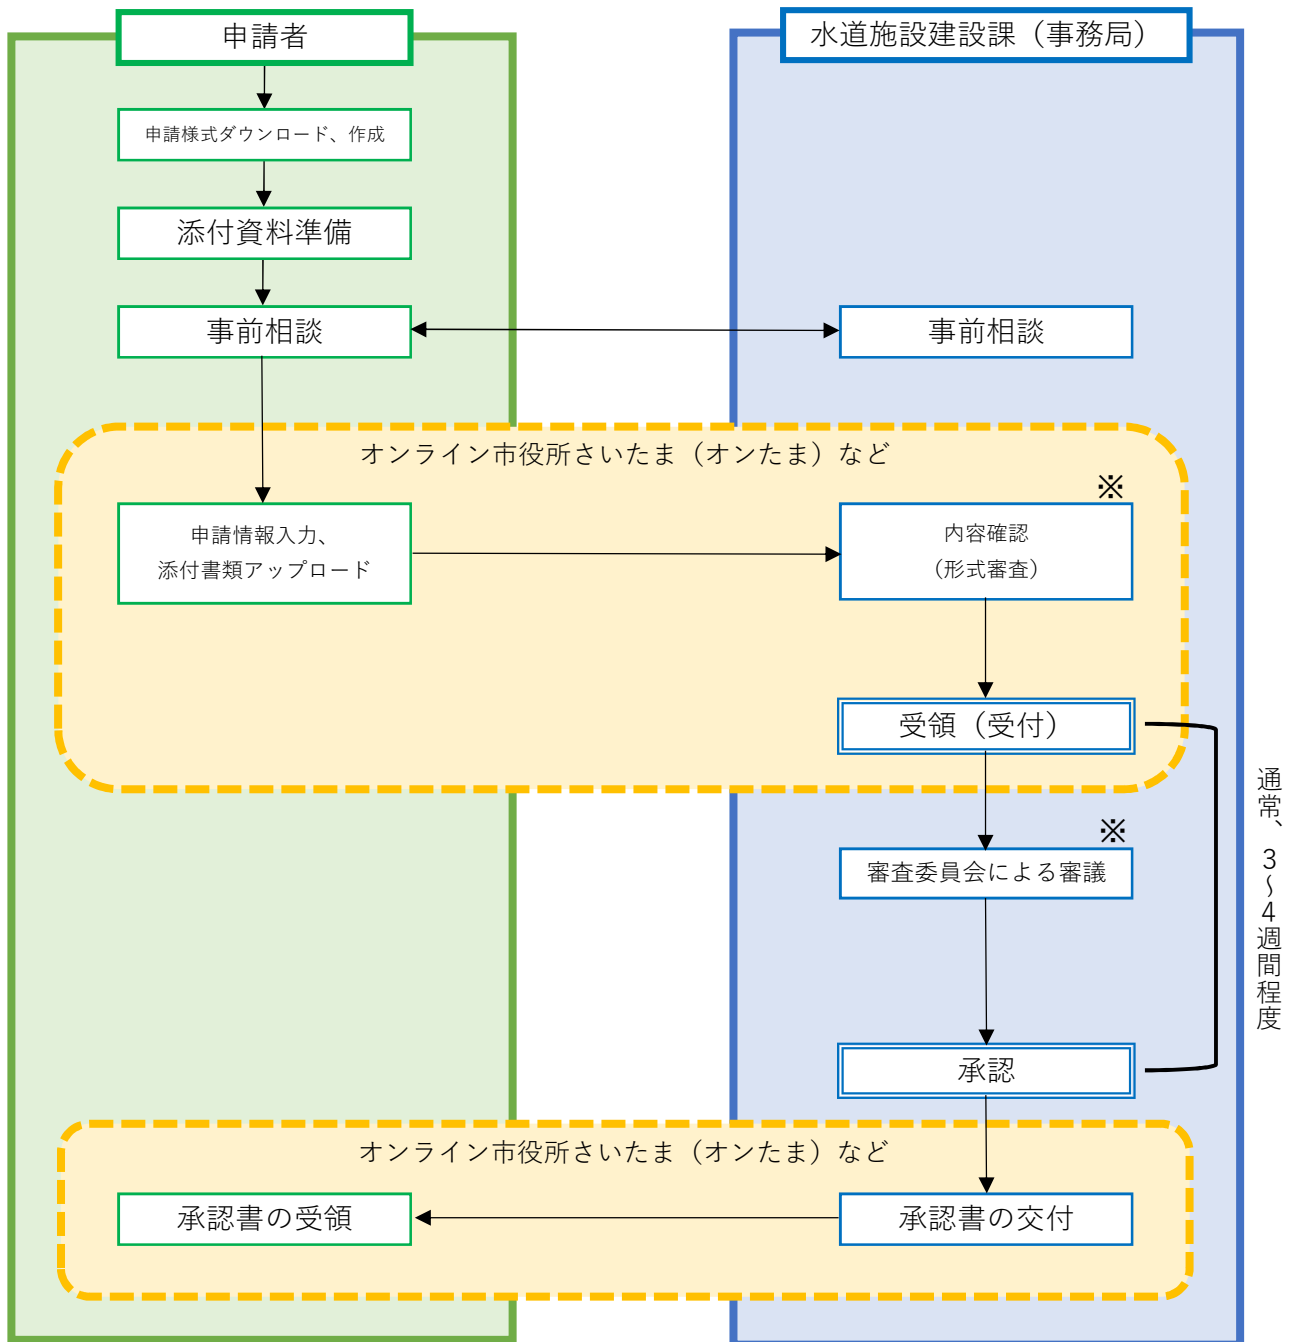 申請者
水道施設建設課（事務局）
申請様式ダウンロード、作成
添付資料準備
事前相談
事前相談
オンライン市役所さいたま（オンたま）など
※
申請情報入力、
添付書類アップロード
内容確認
（形式審査）
受領（受付）
通常、3～4週間程度
※
審査委員会による審議
承認
オンライン市役所さいたま（オンたま）など
承認書の受領
承認書の交付